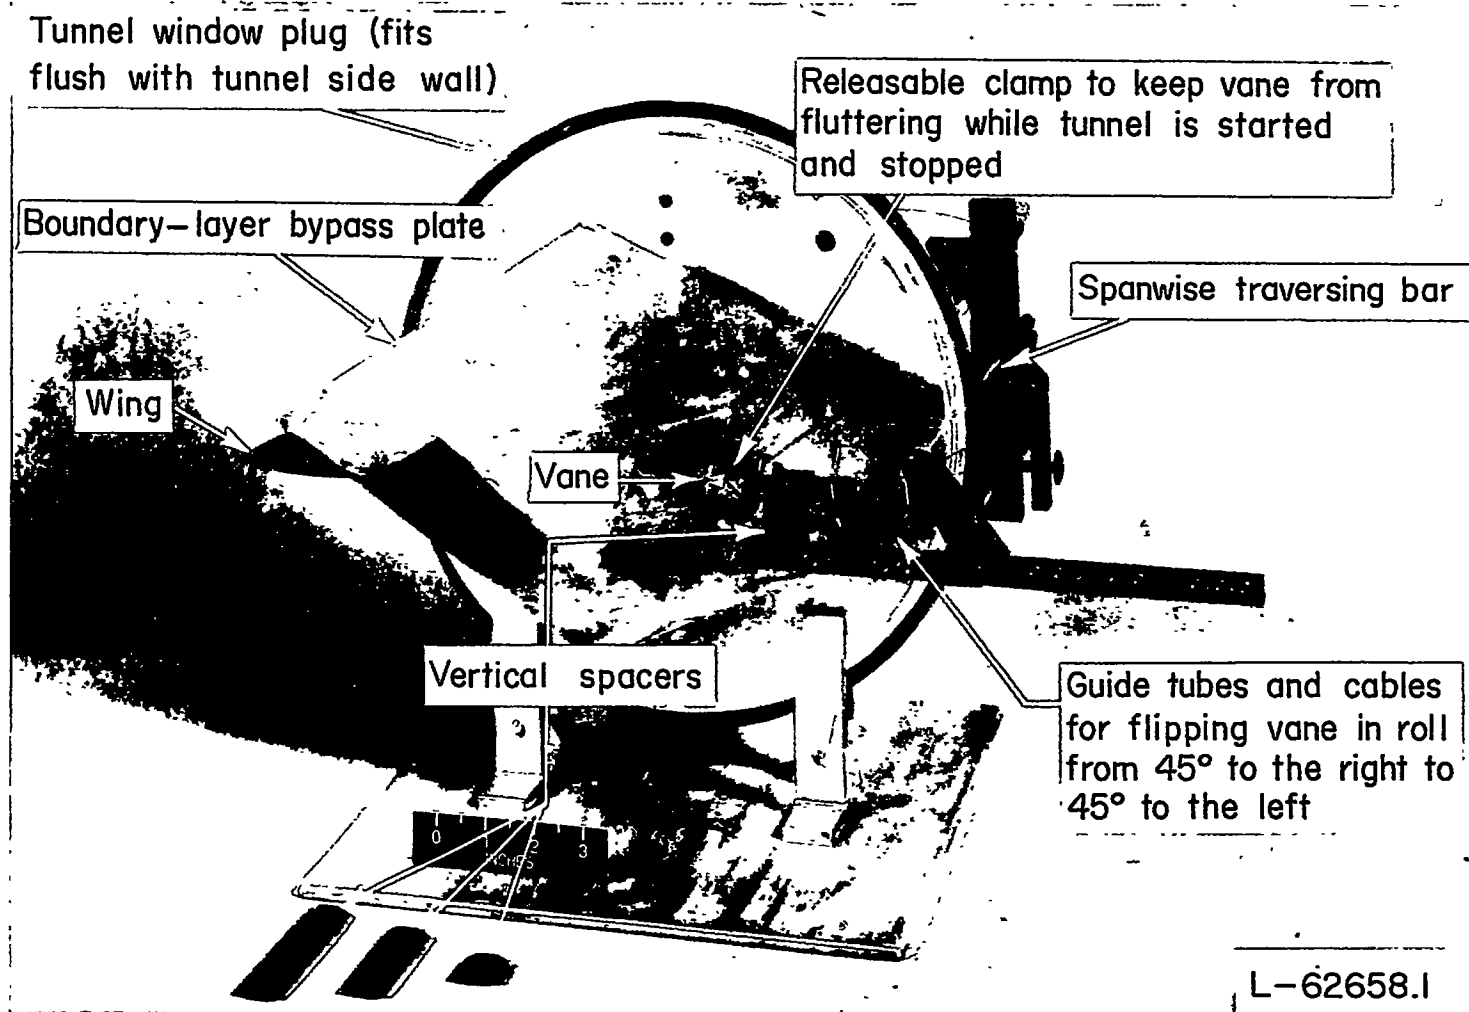 Tunnel window plug (fits
flush with tunnel side wall)
Releasable clamp to keep vane from
fluttering while tunnel is started
and stopped
Boundary-layer bypass plate
Spanwise traversing bar
Wing
Vane
Vertical spacers
Guide tubes and cables
for flipping vane in roll
from 45° to the right to
45° to the left
0 1 2 3
INCHES
L-62658.1